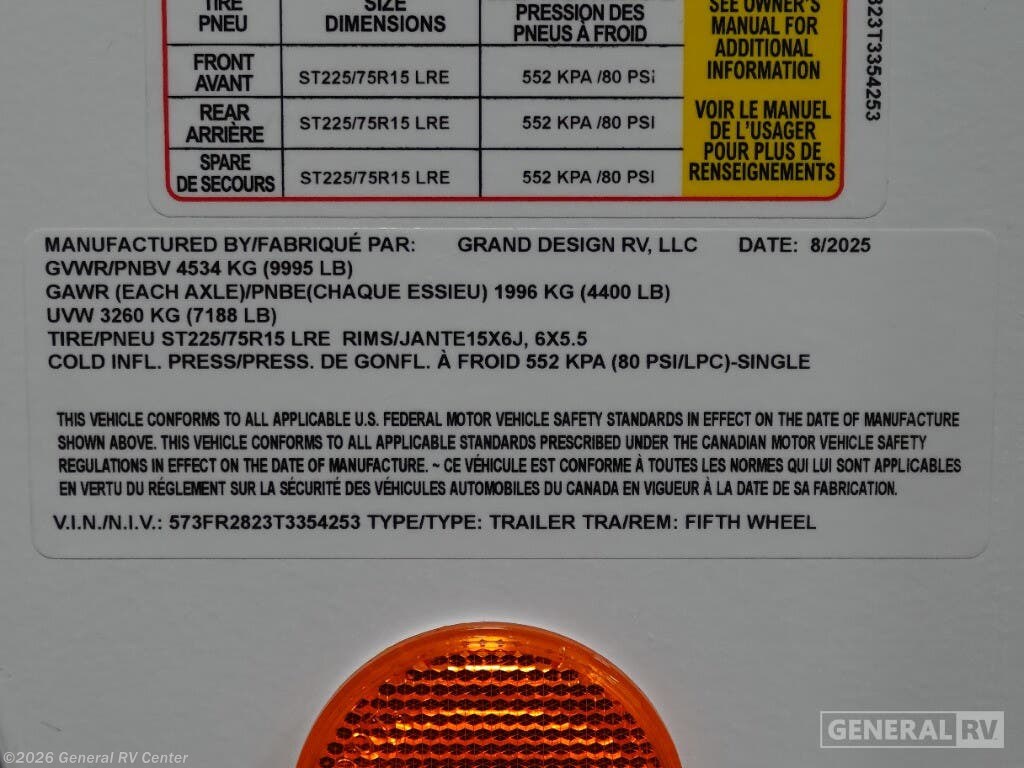 TIRE
PNEU
SIZE
DIMENSIONS
PRESSION DES
PNEUS À FROID
SEE OWNER'S
MANUAL FOR
ADDITIONAL
INFORMATION
FRONT
AVANT
ST225/75R15 LRE
552 KPA /80 PSI
REAR
ARRIÈRE
ST225/75R15 LRE
552 KPA /80 PSI
SPARE
DE SECOURS
ST225/75R15 LRE
552 KPA /80 PSI
VOIR LE MANUEL
DE L'USAGER
POUR PLUS DE
RENSEIGNEMENTS
823T3354253
MANUFACTURED BY/FABRIQUÉ PAR: GRAND DESIGN RV, LLC DATE: 8/2025
GVWR/PNBV 4534 KG (9995 LB)
GAWR (EACH AXLE)/PNBE(CHAQUE ESSIEU) 1996 KG (4400 LB)
UVW 3260 KG (7188 LB)
TIRE/PNEU ST225/75R15 LRE RIMS/JANTE15X6J, 6X5.5
COLD INFL. PRESS/PRESS. DE GONFL. À FROID 552 KPA (80 PSI/LPC)-SINGLE
THIS VEHICLE CONFORMS TO ALL APPLICABLE U.S. FEDERAL MOTOR VEHICLE SAFETY STANDARDS IN EFFECT ON THE DATE OF MANUFACTURE
SHOWN ABOVE. THIS VEHICLE CONFORMS TO ALL APPLICABLE STANDARDS PRESCRIBED UNDER THE CANADIAN MOTOR VEHICLE SAFETY
REGULATIONS IN EFFECT ON THE DATE OF MANUFACTURE. ~ CE VÉHICULE EST CONFORME À TOUTES LES NORMES QUI LUI SONT APPLICABLES
EN VERTU DU RÉGLEMENT SUR LA SÉCURITÉ DES VÉHICULES AUTOMOBILES DU CANADA EN VIGUEUR À LA DATE DE SA FABRICATION.
V.I.N./N.I.V.: 573FR2823T3354253 TYPE/TYPE: TRAILER TRA/REM: FIFTH WHEEL
GENERAL RV
©2026 General RV Center